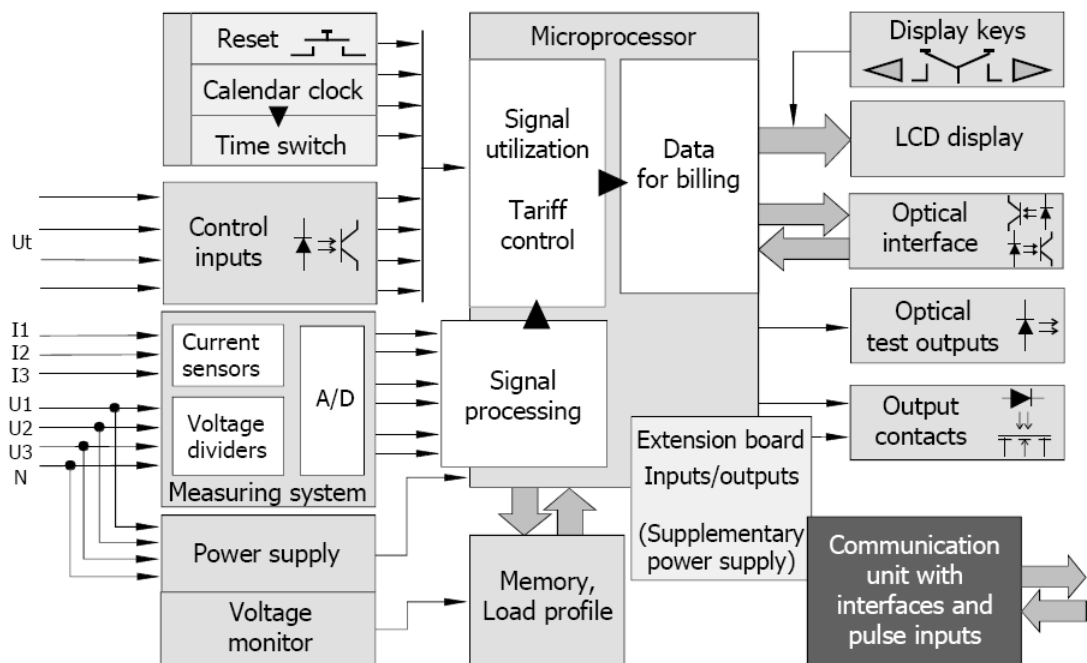 Reset
Calendar clock
Time switch
Ut
Control
inputs
I1
I2
I3
U1
U2
U3
N
Current
sensors
Voltage
dividers
A/D
Measuring system
Power supply
Voltage
monitor
Microprocessor
Signal
utilization
Tariff
control
Data
for billing
Signal
processing
Extension board
Inputs/outputs
(Supplementary
power supply)
Memory,
Load profile
Display keys
LCD display
Optical
interface
Optical
test outputs
Output
contacts
Communication
unit with
interfaces and
pulse inputs